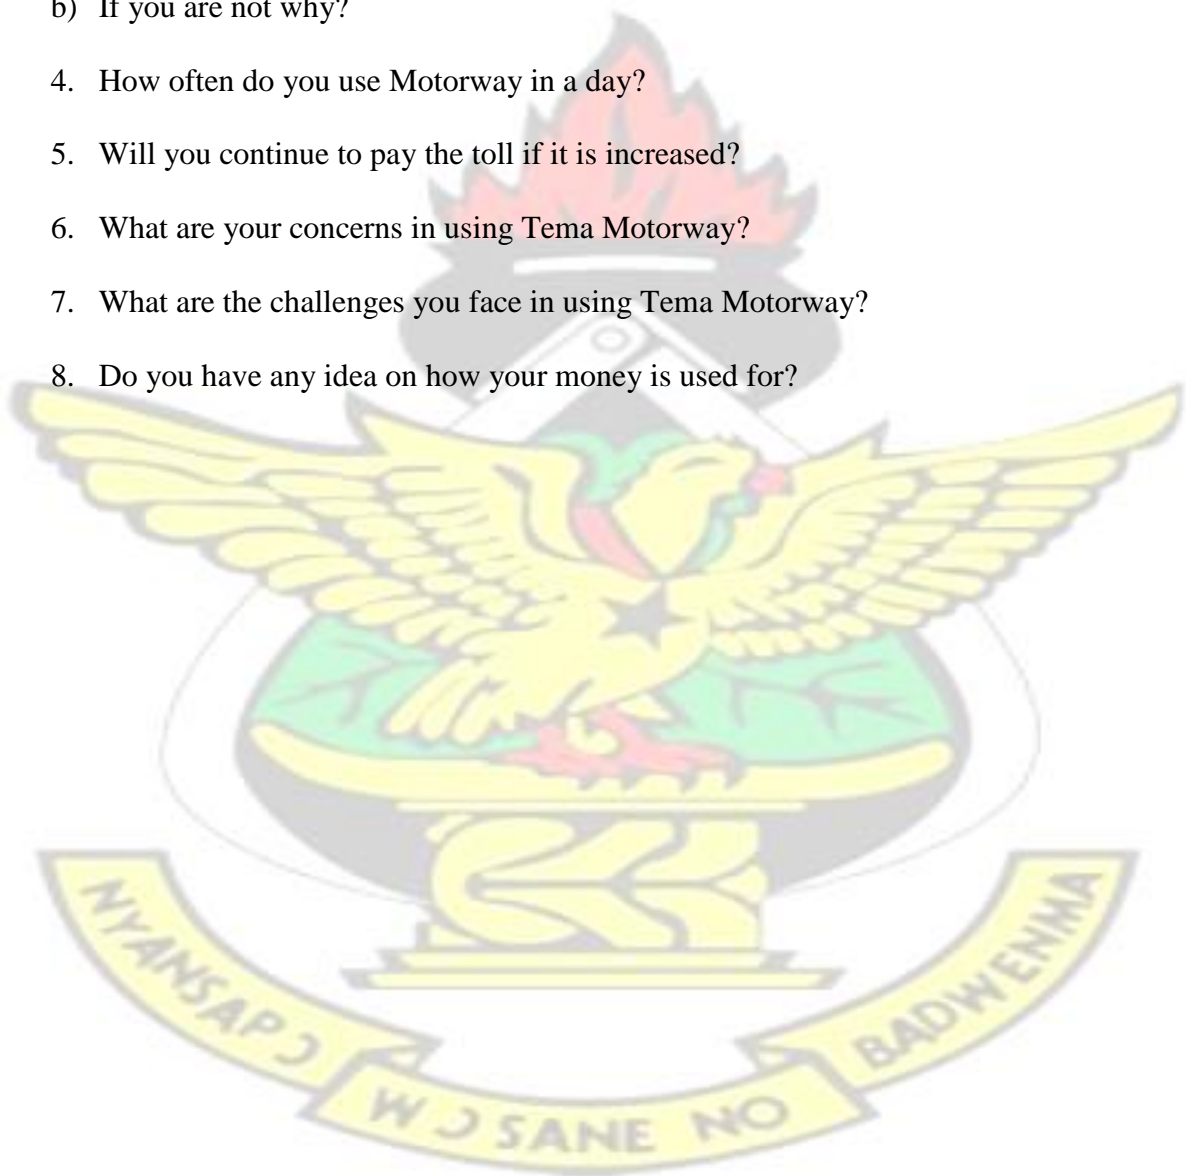 b) If you are not why?
4. How often do you use Motorway in a day?
5. Will you continue to pay the toll if it is increased?
6. What are your concerns in using Tema Motorway?
7. What are the challenges you face in using Tema Motorway?
8. Do you have any idea on how your money is used for?
NYANSAPƆ
WƆSANE NO
BADWENMA